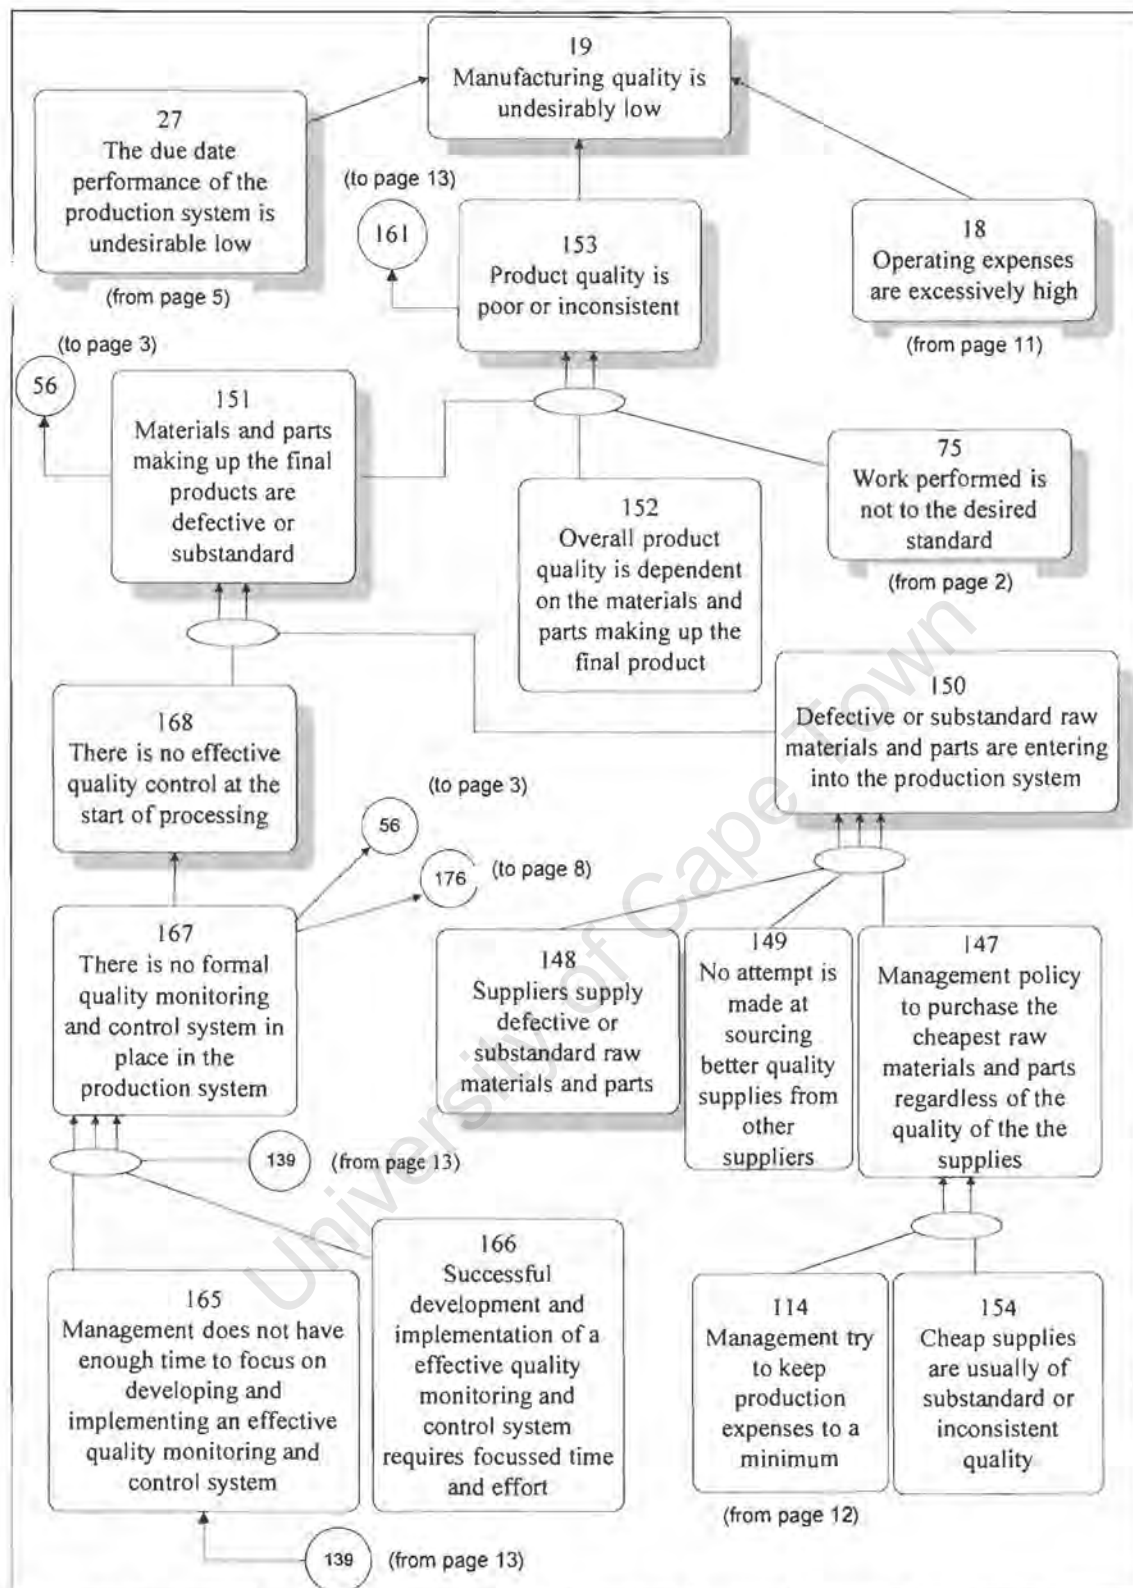 19
Manufacturing quality is
undesirably low
27
The due date
performance of the
production system is
undesirable low
(from page 5)
(to page 13)
161
153
Product quality is
poor or inconsistent
18
Operating expenses
are excessively high
(from page 11)
(to page 3)
56
151
Materials and parts
making up the final
products are
defective or
substandard
152
Overall product
quality is dependent
on the materials and
parts making up the
final product
75
Work performed is
not to the desired
standard
(from page 2)
168
There is no effective
quality control at the
start of processing
150
Defective or substandard raw
materials and parts are entering
into the production system
(to page 3)
56
176
(to page 8)
167
There is no formal
quality monitoring
and control system in
place in the
production system
148
Suppliers supply
defective or
substandard raw
materials and parts
149
No attempt is
made at
sourcing
better quality
supplies from
other
suppliers
147
Management policy
to purchase the
cheapest raw
materials and parts
regardless of the
quality of the the
supplies
139
(from page 13)
165
Management does not have
enough time to focus on
developing and
implementing an effective
quality monitoring and
control system
166
Successful
development and
implementation of a
effective quality
monitoring and
control system
requires focussed time
and effort
114
Management try
to keep
production
expenses to a
minimum
(from page 12)
154
Cheap supplies
are usually of
substandard or
inconsistent
quality
139
(from page 13)
University of Cape Town